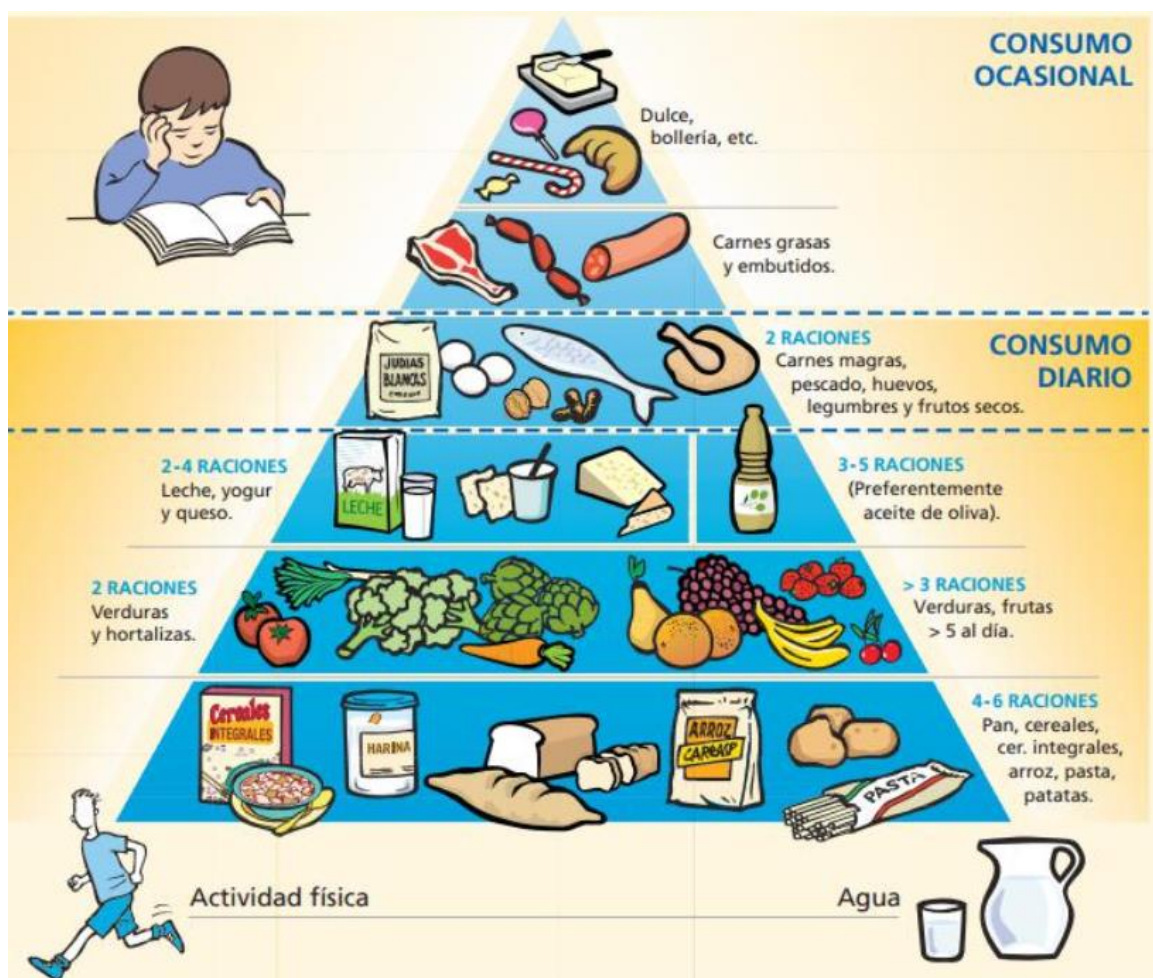 CONSUMO
OCASIONAL
Dulce,
bollería, etc.
Carnes grasas
y embutidos.
JUDIAS
BLANCAS
2 RACIONES
Carnes magras,
pescado, huevos,
legumbres y frutos secos.
CONSUMO
DIARIO
2-4 RACIONES
Leche, yogur
y queso.
LECHE
3-5 RACIONES
(Preferentemente
aceite de oliva).
2 RACIONES
Verduras
y hortalizas.
> 3 RACIONES
Verduras, frutas
> 5 al día.
Cereales
INTEGRALES
HARINA
ARROZ
PASTA
4-6 RACIONES
Pan, cereales,
cer. integrales,
arroz, pasta,
patatas.
Actividad física
Agua